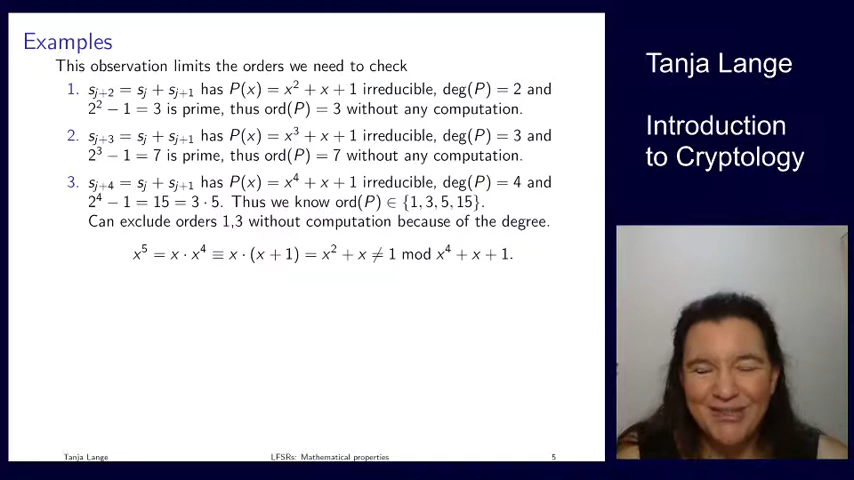 Examples
This observation limits the orders we need to check
1. s_{j+2} = s_j + s_{j+1} has P(x) = x^2 + x + 1 irreducible, deg(P) = 2 and
2^2 − 1 = 3 is prime, thus ord(P) = 3 without any computation.
2. s_{j+3} = s_j + s_{j+1} has P(x) = x^3 + x + 1 irreducible, deg(P) = 3 and
2^3 − 1 = 7 is prime, thus ord(P) = 7 without any computation.
3. s_{j+4} = s_j + s_{j+1} has P(x) = x^4 + x + 1 irreducible, deg(P) = 4 and
2^4 − 1 = 15 = 3 · 5. Thus we know ord(P) ∈ {1, 3, 5, 15}.
Can exclude orders 1,3 without computation because of the degree.
x^5 = x · x^4 ≡ x · (x + 1) = x^2 + x ≠ 1 mod x^4 + x + 1.
Tanja Lange
LFSRs: Mathematical properties
5
Tanja Lange
Introduction
to Cryptology